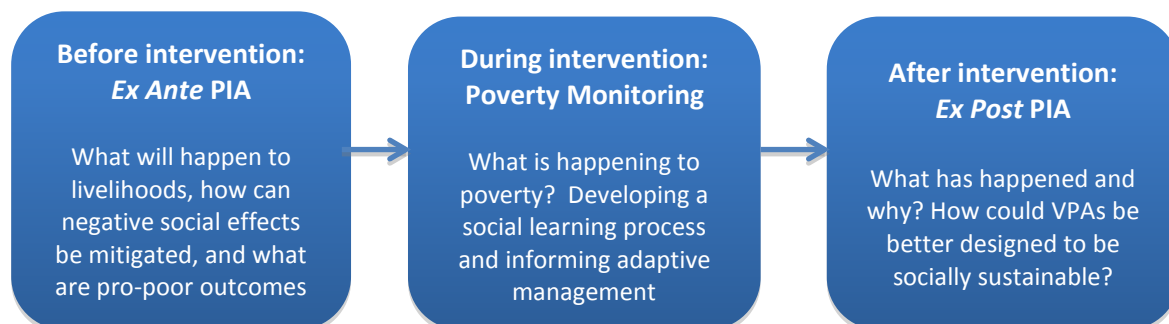 Before intervention:
Ex Ante PIA
What will happen to
livelihoods, how can
negative social effects
be mitigated, and what
are pro-poor outcomes
During intervention:
Poverty Monitoring
What is happening to
poverty? Developing a
social learning process
and informing adaptive
management
After intervention:
Ex Post PIA
What has happened and
why? How could VPAs be
better designed to be
socially sustainable?